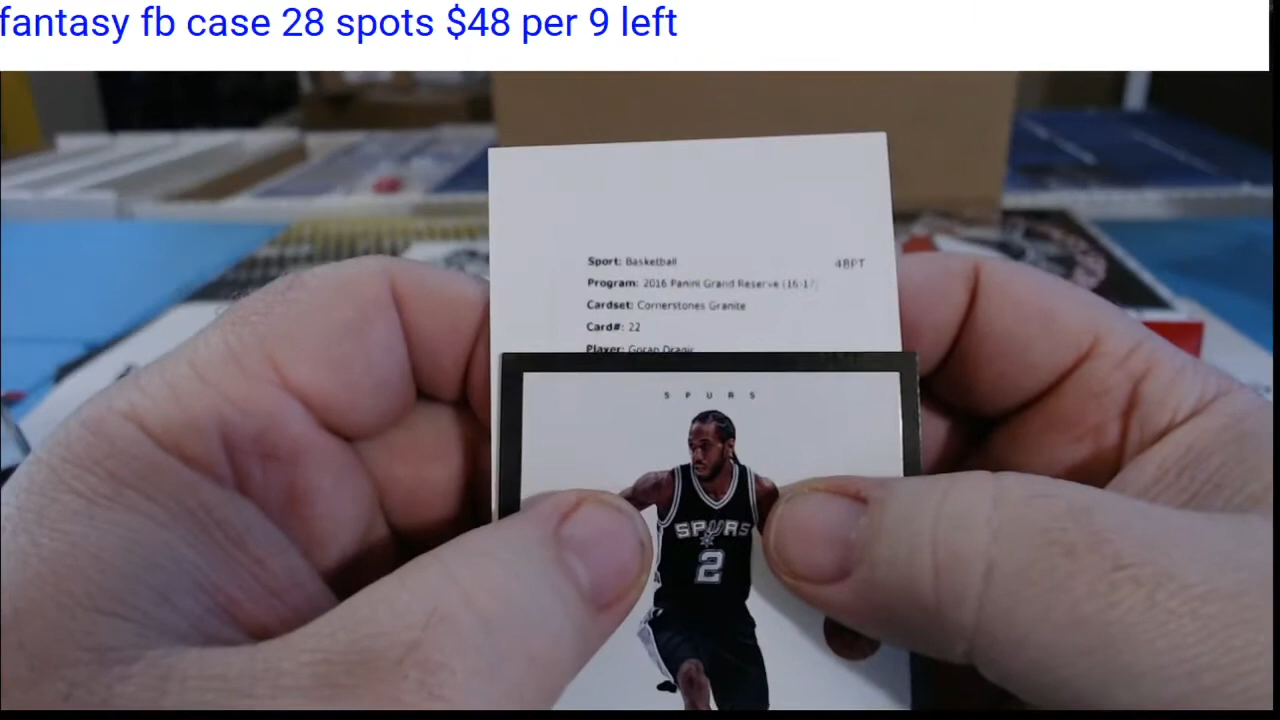 fantasy fb case 28 spots $48 per 9 left
Sport: Basketball
48PT
Program: 2016 Panini Grand Reserve (16-17)
Cardset: Cornerstones Granite
Card#: 22
Player: Goran Dragic
SPURS
SPURS
2